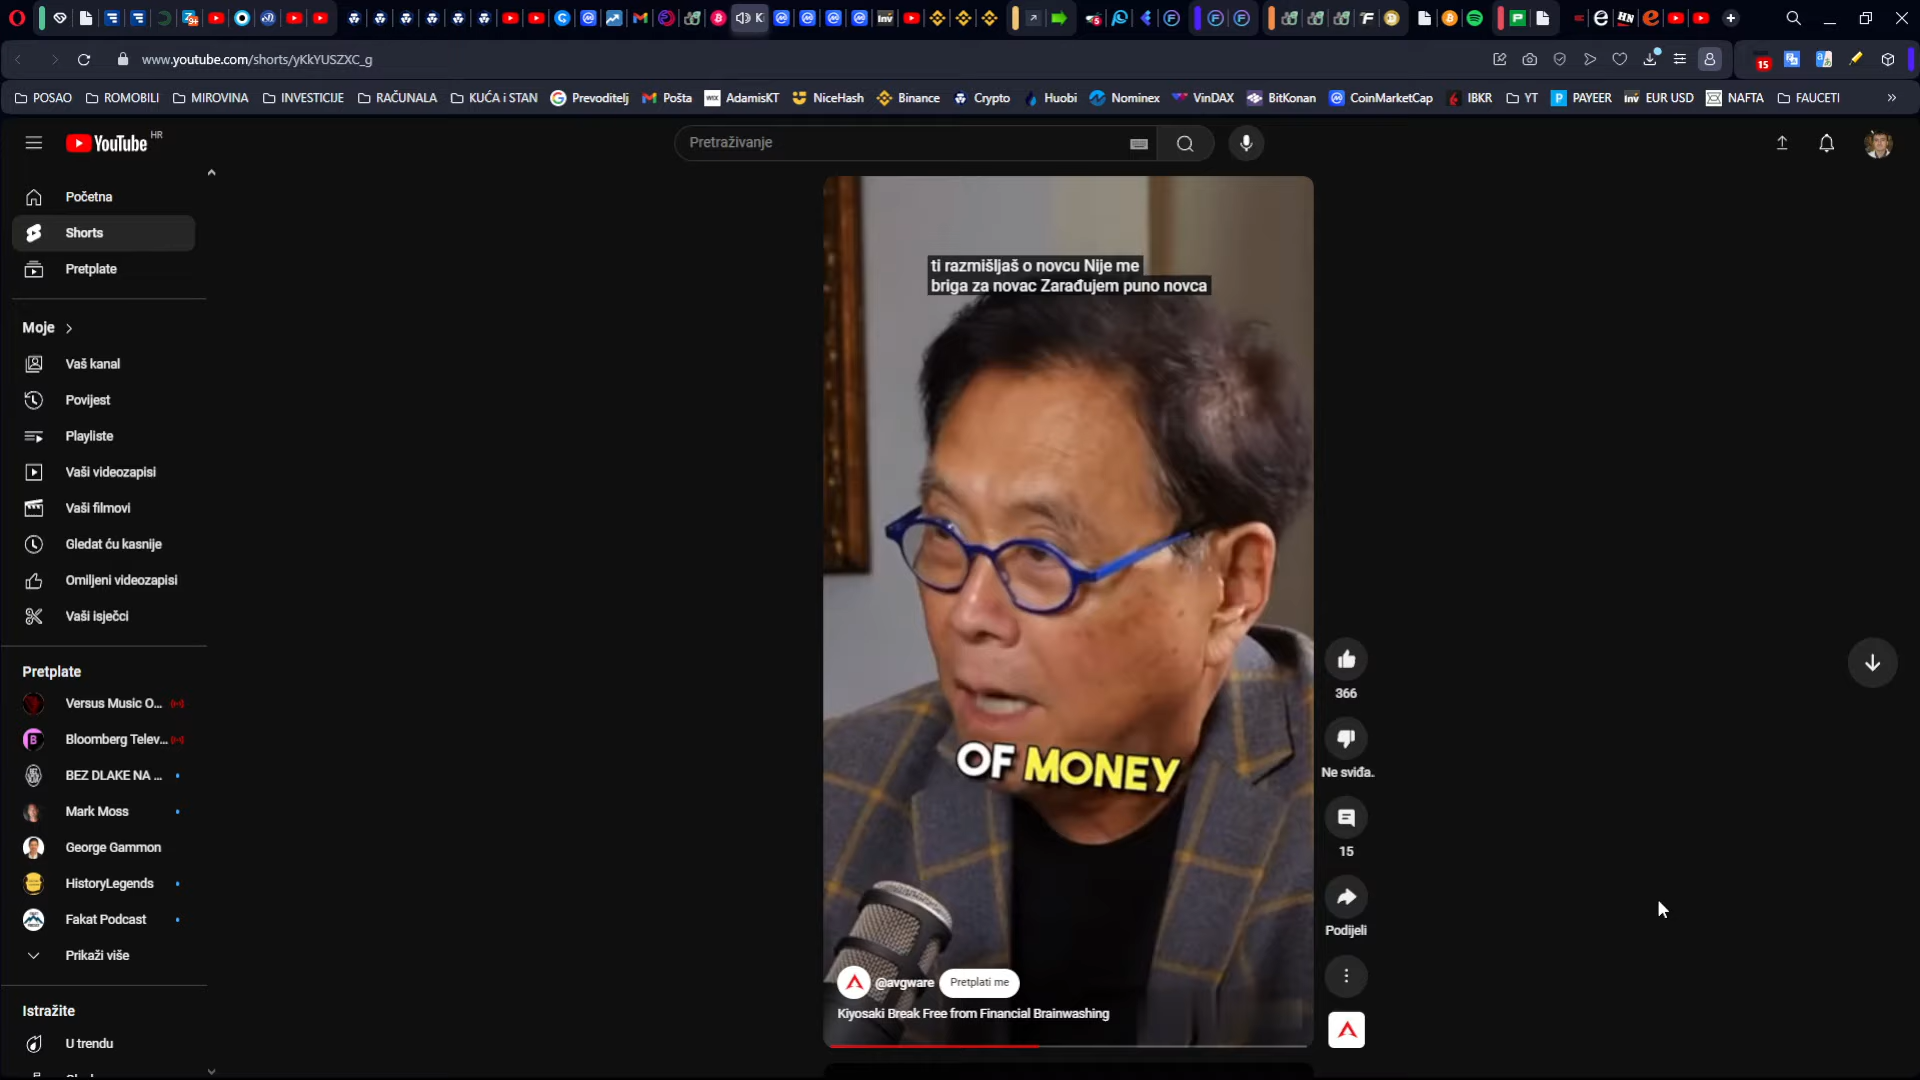 www.youtube.com/shorts/yKkYUSZXC_g
15
POSAO
ROMOBILI
MIROVINA
INVESTICIJE
RAČUNALA
KUĆA i STAN
Prevoditelj
Pošta
AdamisKT
NiceHash
Binance
Crypto
Huobi
Nominex
VinDAX
BitKonan
CoinMarketCap
IBKR
YT
PAYEER
EUR USD
NAFTA
FAUCETI
YouTube HR
Pretraživanje
Početna
Shorts
Pretplate
Moje
Vaš kanal
Povijest
Playliste
Vaši videozapisi
Vaši filmovi
Gledat ću kasnije
Omiljeni videozapisi
Vaši isječci
Pretplate
Versus Music O...
Bloomberg Telev...
BEZ DLAKE NA ...
Mark Moss
George Gammon
HistoryLegends
Fakat Podcast
Prikaži više
Istražite
U trendu
ti razmišljaš o novcu Nije me
briga za novac Zarađujem puno novca
OF MONEY
@avgware
Pretplati me
Kiyosaki Break Free from Financial Brainwashing
366
Ne sviđa.
15
Podijeli